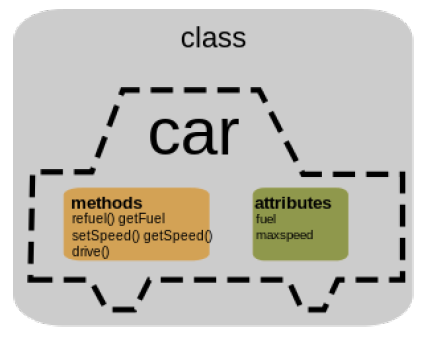 class
car
methods
refuel() getFuel
setSpeed() getSpeed()
drive()
attributes
fuel
maxspeed